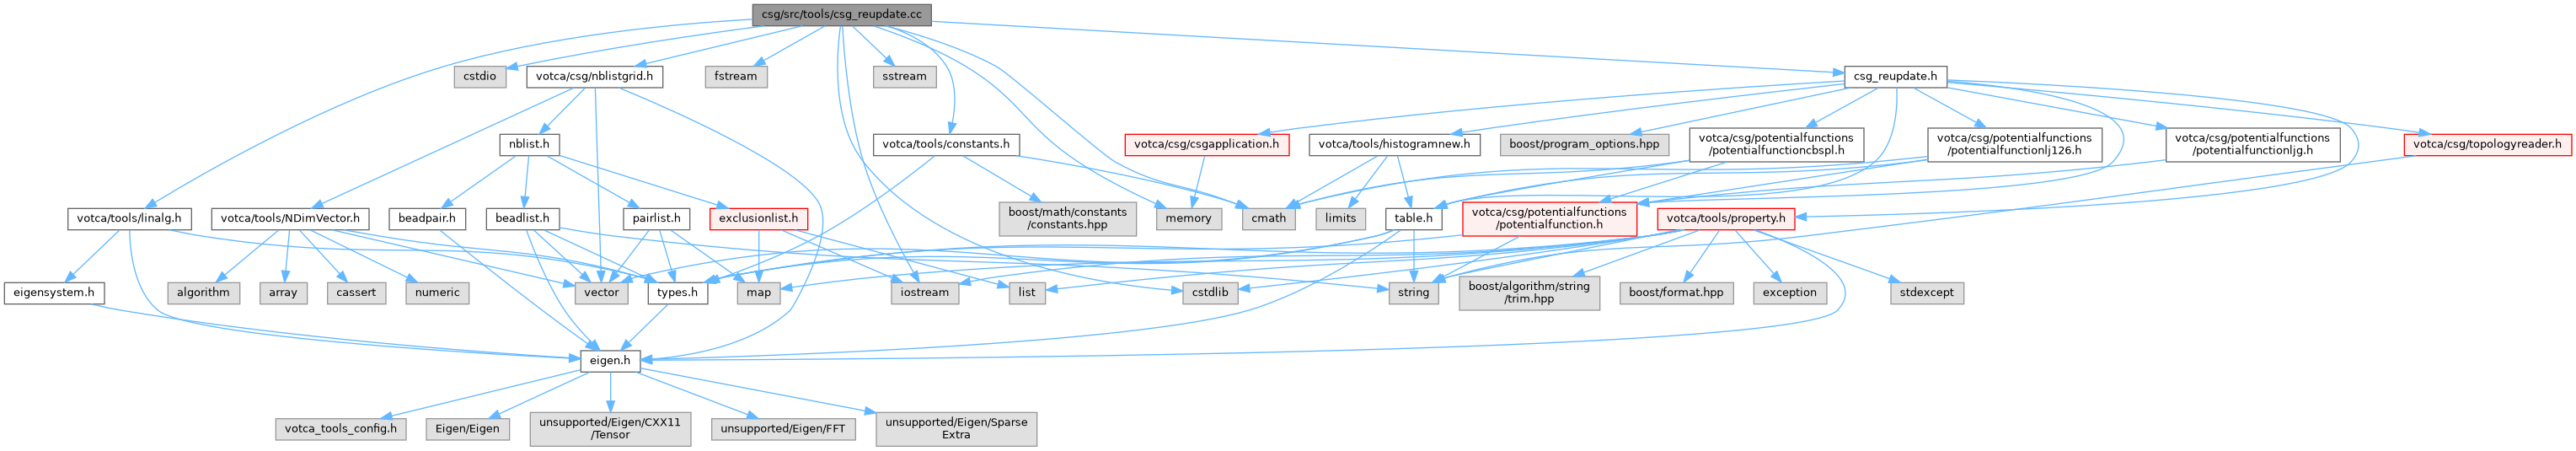 csg/src/tools/csg_reupdate.cc
cstdio
votca/csg/nblistgrid.h
fstream
sstream
csg_reupdate.h
nblist.h
votca/tools/constants.h
votca/csg/csgapplication.h
votca/tools/histogramnew.h
boost/program_options.hpp
votca/csg/potentialfunctions
/potentialfunctioncbspl.h
votca/csg/potentialfunctions
/potentialfunctionlj126.h
votca/csg/potentialfunctions
/potentialfunctionljg.h
votca/csg/topologyreader.h
votca/tools/linalg.h
votca/tools/NDimVector.h
beadpair.h
beadlist.h
pairlist.h
exclusionlist.h
boost/math/constants
/constants.hpp
memory
cmath
limits
table.h
votca/csg/potentialfunctions
/potentialfunction.h
votca/tools/property.h
eigensystem.h
algorithm
array
cassert
numeric
vector
types.h
map
iostream
list
cstdlib
string
boost/algorithm/string
/trim.hpp
boost/format.hpp
exception
stdexcept
eigen.h
votca_tools_config.h
Eigen/Eigen
unsupported/Eigen/CXX11
/Tensor
unsupported/Eigen/FFT
unsupported/Eigen/Sparse
Extra